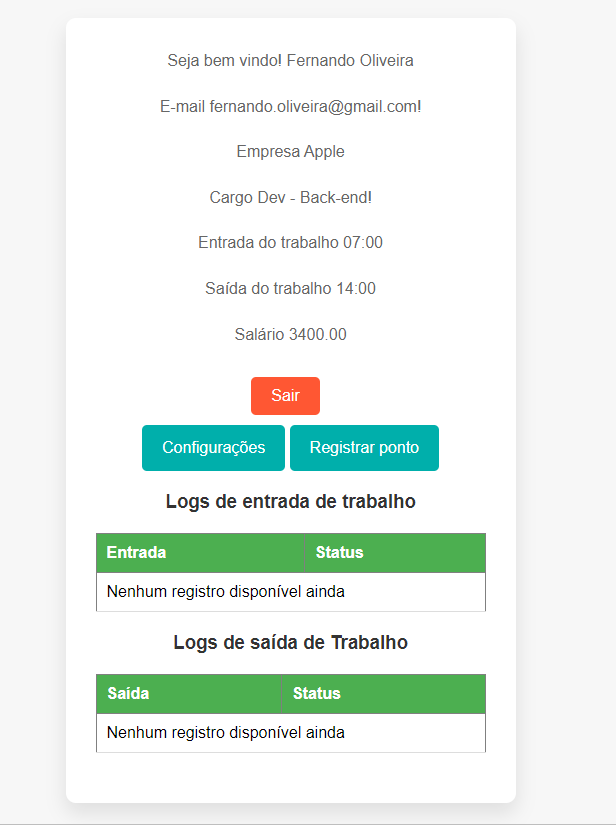 Seja bem vindo! Fernando Oliveira
E-mail fernando.oliveira@gmail.com!
Empresa Apple
Cargo Dev - Back-end!
Entrada do trabalho 07:00
Saída do trabalho 14:00
Salário 3400.00
Sair
Configurações Registrar ponto
Logs de entrada de trabalho
Entrada Status
Nenhum registro disponível ainda
Logs de saída de Trabalho
Saída Status
Nenhum registro disponível ainda